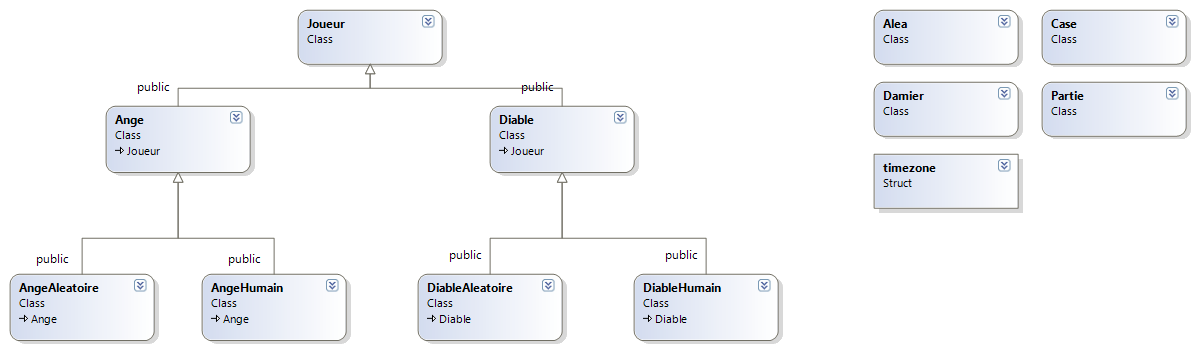 Joueur
Class
public
public
Ange
Class
Joueur
Diable
Class
Joueur
public
public
public
public
AngeAleatoire
Class
Ange
AngeHumain
Class
Ange
DiableAleatoire
Class
Diable
DiableHumain
Class
Diable
Alea
Class
Case
Class
Damier
Class
Partie
Class
timezone
Struct